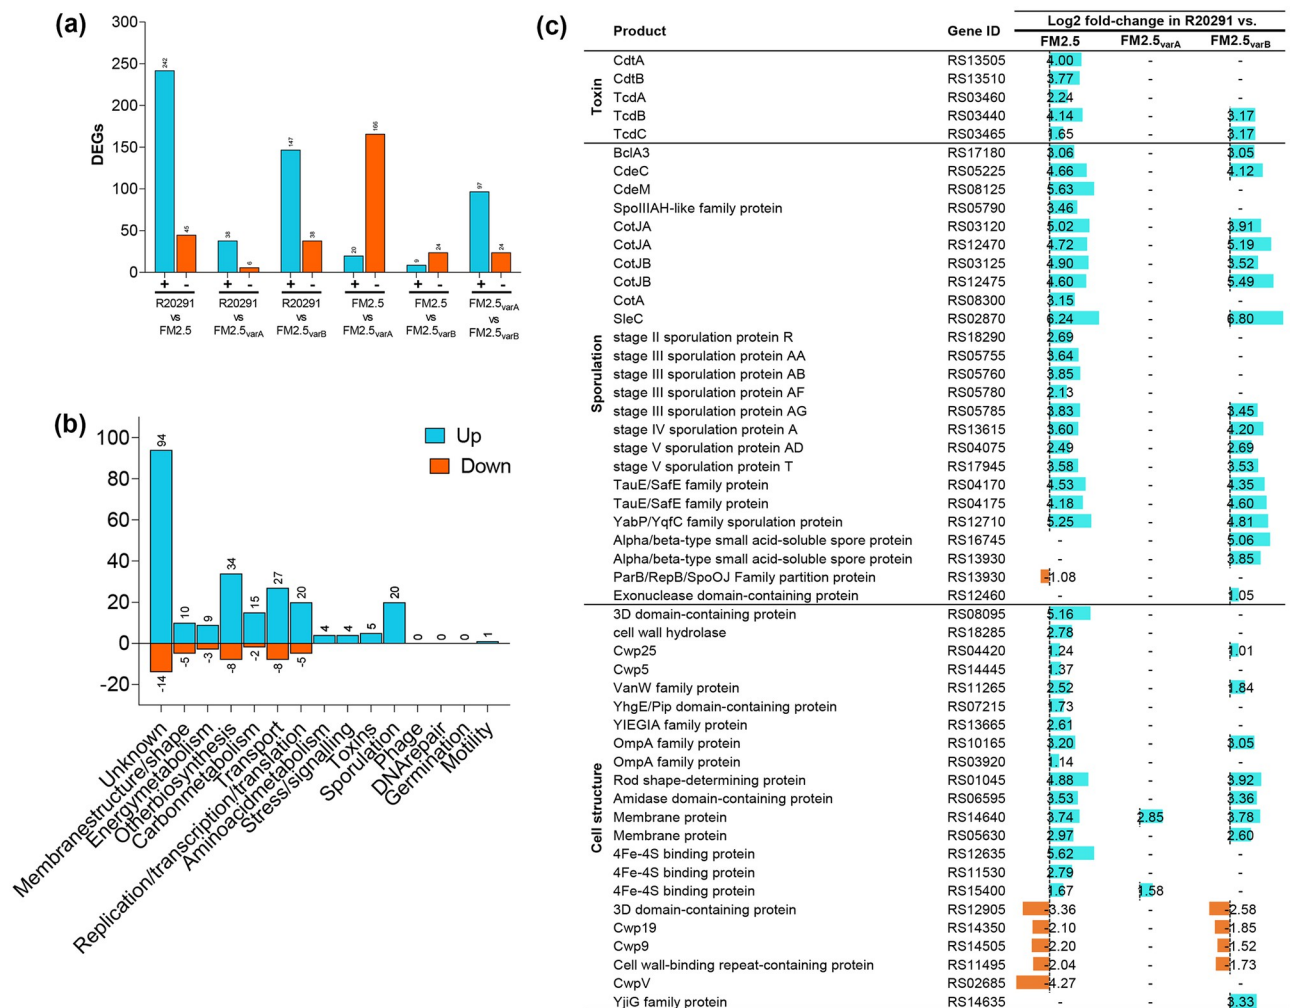 (a)
DEGs
300
250
200
150
100
50
0
242
45
38
6
147
38
20
166
9
24
97
24
+ - + - + - + - + - + -
R20291 vs FM2.5
R20291 vs FM2.5varA
R20291 vs FM2.5varB
FM2.5 vs FM2.5varA
FM2.5 vs FM2.5varB
FM2.5varA vs FM2.5varB
(b)
Up
Down
100
80
60
40
20
0
-20
94
10
9
34
15
27
20
4
4
5
20
0
0
0
1
-14
-5
-3
-8
-2
-8
-5
Unknown
Membranestructure/shape
Energymetabolism
Otherbiosynthesis
Carbonmetabolism
Transport
Replication/transcription/translation
Aminoacidmetabolism
Stress/signalling
Toxins
Sporulation
Phage
DNArepair
Germination
Motility
(c)
Log2 fold-change in R20291 vs.
Product Gene ID FM2.5 FM2.5varA FM2.5varB
Toxin
CdtA RS13505 4.00 - -
CdtB RS13510 3.77 - -
TcdA RS03460 2.24 - -
TcdB RS03440 4.14 - 3.17
TcdC RS03465 1.65 - 3.17
Sporulation
BclA3 RS17180 3.06 - 3.05
CdeC RS05225 4.66 - 4.12
CdeM RS08125 5.63 - -
SpoIIIAH-like family protein RS05790 3.46 - -
CotJA RS03120 5.02 - 3.91
CotJA RS12470 4.72 - 5.19
CotJB RS03125 4.90 - 3.52
CotJB RS12475 4.60 - 5.49
CotA RS08300 3.15 - -
SleC RS02870 6.24 - 6.80
stage II sporulation protein R RS18290 2.69 - -
stage III sporulation protein AA RS05755 3.64 - -
stage III sporulation protein AB RS05760 3.85 - -
stage III sporulation protein AF RS05780 2.13 - -
stage III sporulation protein AG RS05785 3.83 - 3.45
stage IV sporulation protein A RS13615 3.60 - 4.20
stage V sporulation protein AD RS04075 2.49 - 2.69
stage V sporulation protein T RS17945 3.58 - 3.53
TauE/SafE family protein RS04170 4.53 - 4.35
TauE/SafE family protein RS04175 4.18 - 4.60
YabP/YqfC family sporulation protein RS12710 5.25 - 4.81
Alpha/beta-type small acid-soluble spore protein RS16745 - - 5.06
Alpha/beta-type small acid-soluble spore protein RS13930 - - 3.85
ParB/RepB/SpoOJ Family partition protein RS13930 -1.08 - -
Exonuclease domain-containing protein RS12460 - - 1.05
Cell structure
3D domain-containing protein RS08095 5.16 - -
cell wall hydrolase RS18285 2.78 - -
Cwp25 RS04420 1.24 - 1.01
Cwp5 RS14445 1.37 - -
VanW family protein RS11265 2.52 - 1.84
YhgE/Pip domain-containing protein RS07215 1.73 - -
YIEGIA family protein RS13665 2.61 - -
OmpA family protein RS10165 3.20 - 3.05
OmpA family protein RS03920 1.14 - -
Rod shape-determining protein RS01045 4.88 - 3.92
Amidase domain-containing protein RS06595 3.53 - 3.36
Membrane protein RS14640 3.74 2.85 3.78
Membrane protein RS05630 2.97 - 2.60
4Fe-4S binding protein RS12635 5.62 - -
4Fe-4S binding protein RS11530 2.79 - -
4Fe-4S binding protein RS15400 1.67 1.58 -
3D domain-containing protein RS12905 -3.36 - -2.58
Cwp19 RS14350 -2.10 - -1.85
Cwp9 RS14505 -2.20 - -1.52
Cell wall-binding repeat-containing protein RS11495 -2.04 - -1.73
CwpV RS02685 -4.27 - -
YjiG family protein RS14635 - - 3.33